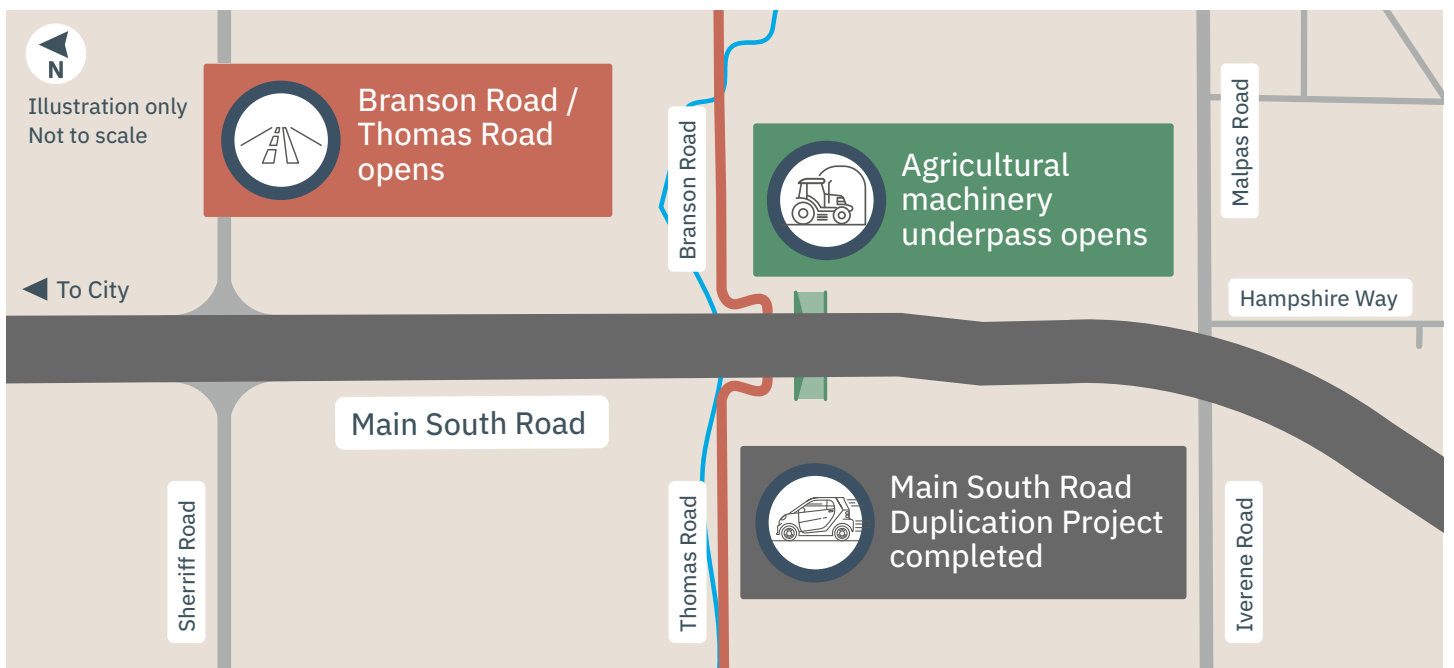 N
Illustration only
Not to scale
Branson Road /
Thomas Road
opens
Branson Road
Agricultural
machinery
underpass opens
Malpas Road
To City
Hampshire Way
Main South Road
Sherriff Road
Thomas Road
Main South Road
Duplication Project
completed
Iverene Road